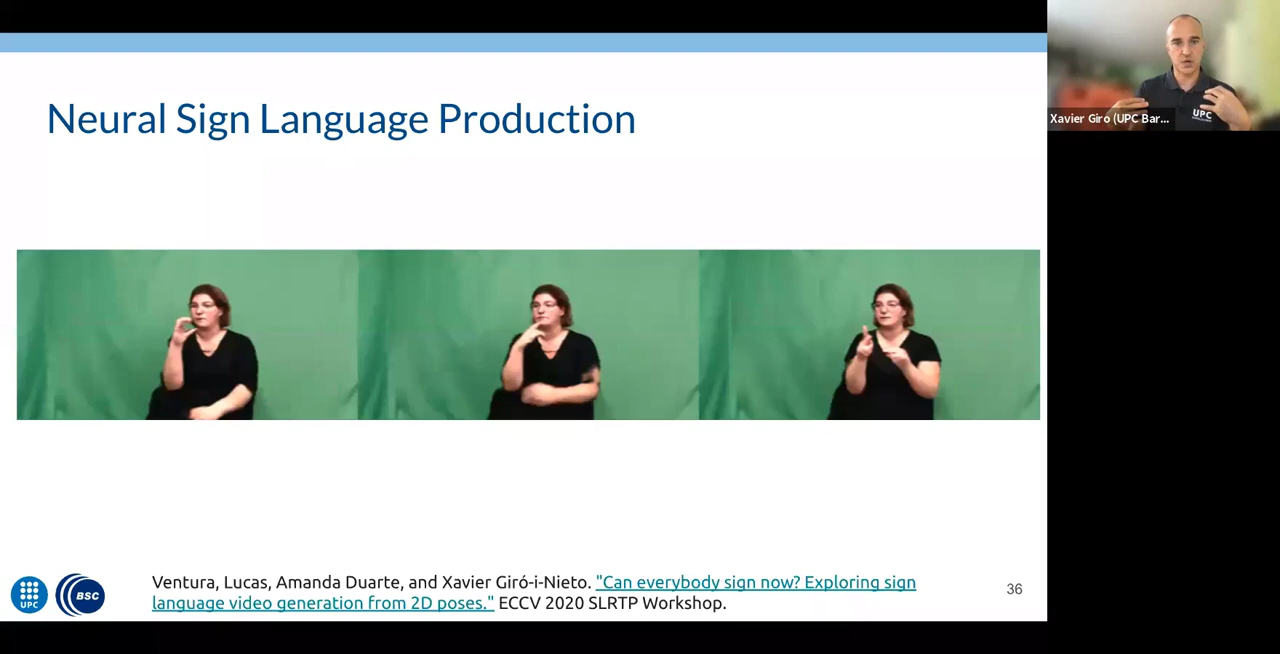 Neural Sign Language Production
Xavier Giro (UPC Bar...
UPC
UPC
BSC
Ventura, Lucas, Amanda Duarte, and Xavier Giró-i-Nieto. "Can everybody sign now? Exploring sign
language video generation from 2D poses." ECCV 2020 SLRTP Workshop.
36